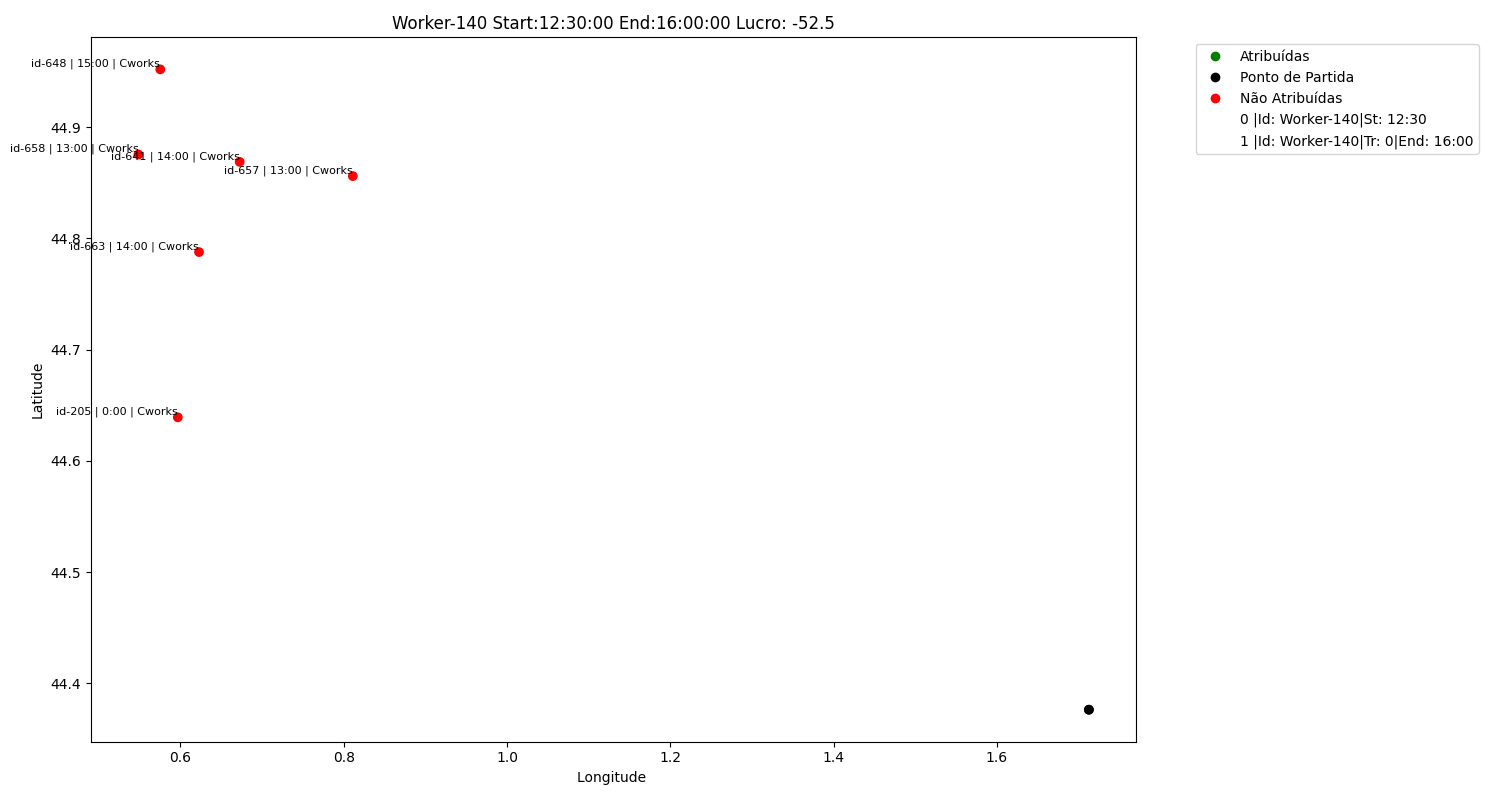 Worker-140 Start:12:30:00 End:16:00:00 Lucro: -52.5
Atribuídas
Ponto de Partida
Não Atribuídas
0 |Id: Worker-140|St: 12:30
1 |Id: Worker-140|Tr: 0|End: 16:00
id-648 | 15:00 | Cworks
id-658 | 13:00 | Cworks
id-641 | 14:00 | Cworks
id-657 | 13:00 | Cworks
id-663 | 14:00 | Cworks
id-205 | 0:00 | Cworks
44.9
44.8
44.7
44.6
44.5
44.4
Latitude
0.6
0.8
1.0
1.2
1.4
1.6
Longitude